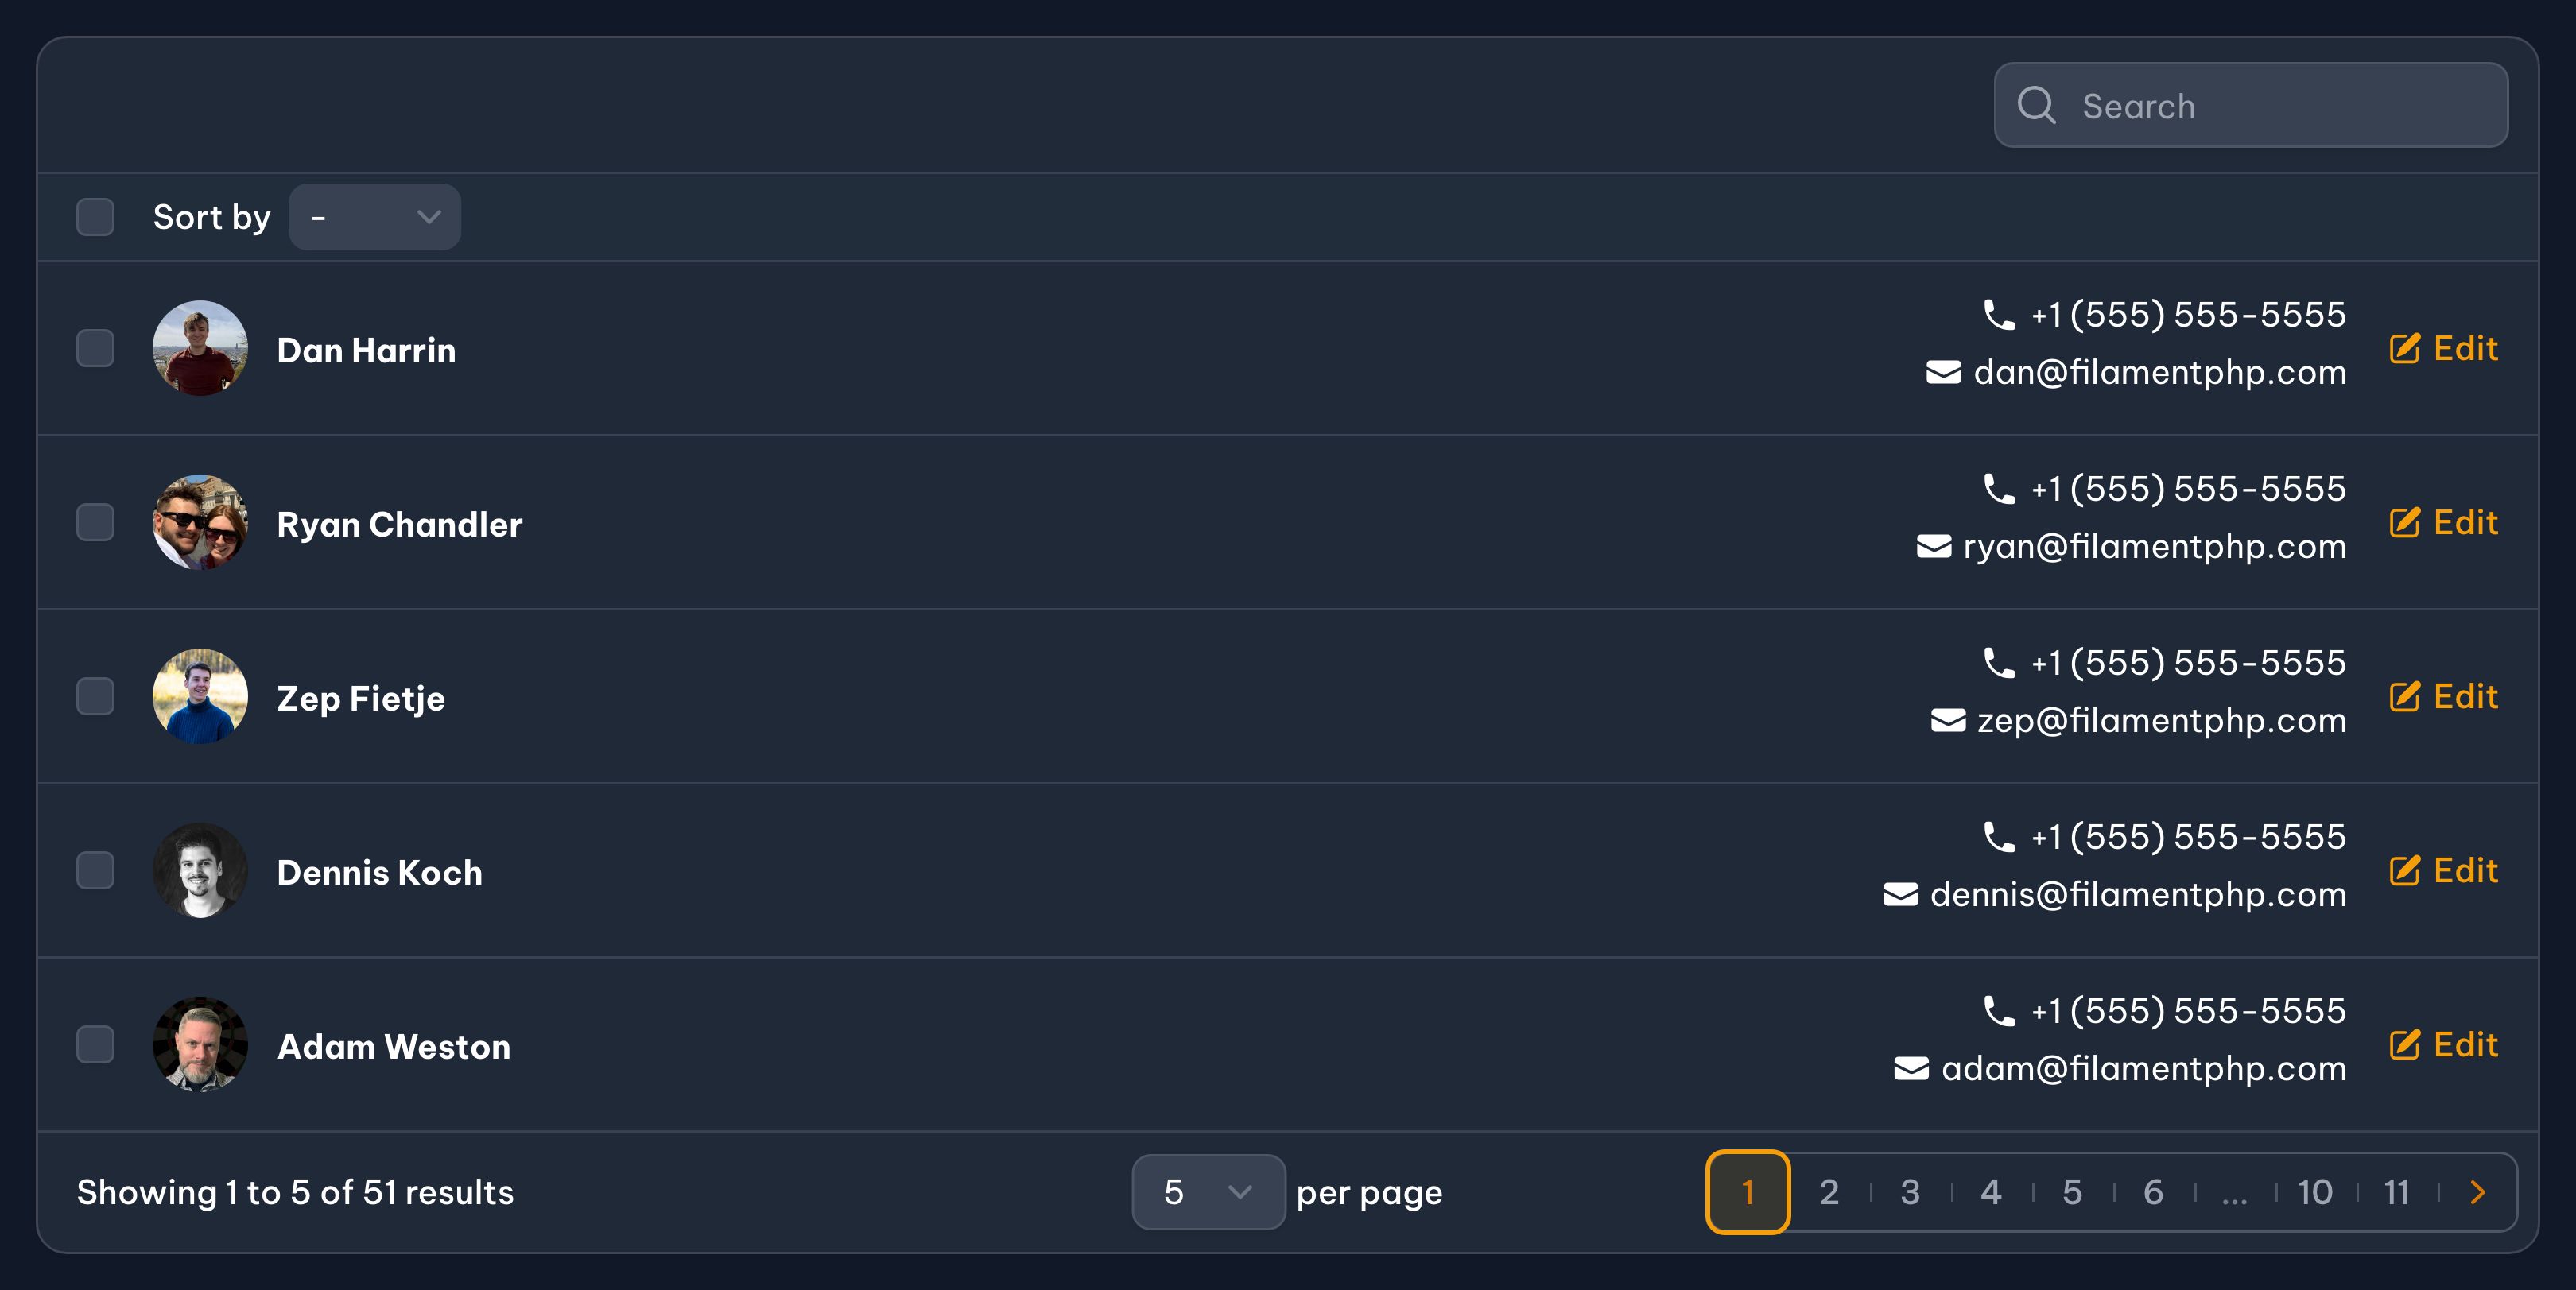 Search
Sort by -
Dan Harrin
+1 (555) 555-5555
dan@filamentphp.com
Edit
Ryan Chandler
+1 (555) 555-5555
ryan@filamentphp.com
Edit
Zep Fietje
+1 (555) 555-5555
zep@filamentphp.com
Edit
Dennis Koch
+1 (555) 555-5555
dennis@filamentphp.com
Edit
Adam Weston
+1 (555) 555-5555
adam@filamentphp.com
Edit
Showing 1 to 5 of 51 results
5 per page
1 2 3 4 5 6 ... 10 11